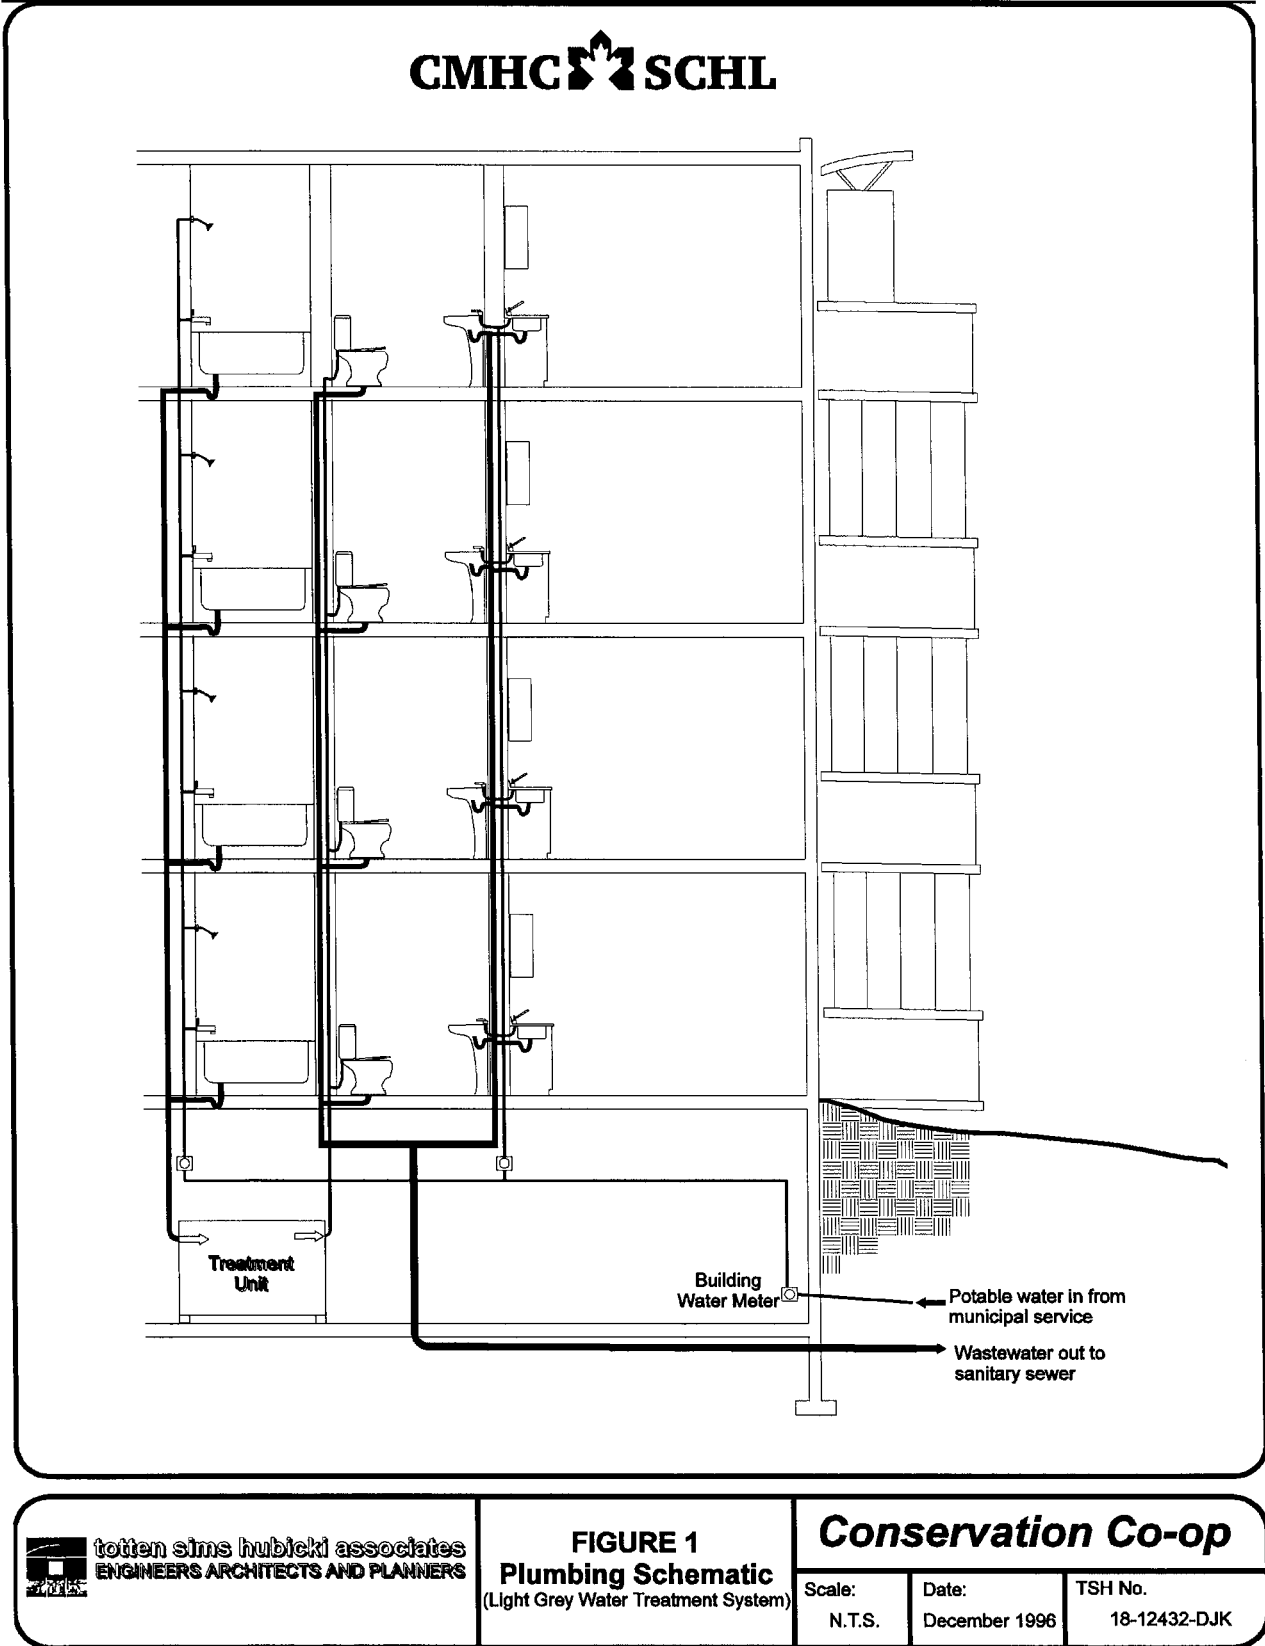 CMHC SCHL
Treatment
Unit
Building
Water Meter
Potable water in from
municipal service
Wastewater out to
sanitary sewer
totten sims hubicki associates
ENGINEERS ARCHITECTS AND PLANNERS
FIGURE 1
Plumbing Schematic
(Light Grey Water Treatment System)
Conservation Co-op
Scale:
N.T.S.
Date:
December 1996
TSH No.
18-12432-DJK